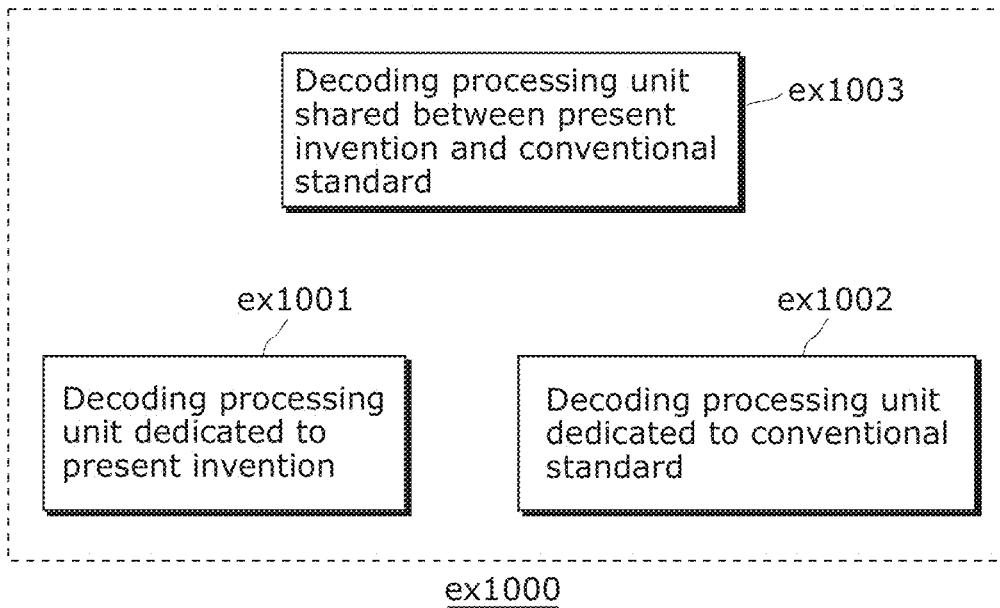 Decoding processing unit
shared between present
invention and conventional
standard
ex1003
ex1001
Decoding processing
unit dedicated to
present invention
ex1002
Decoding processing unit
dedicated to conventional
standard
ex1000